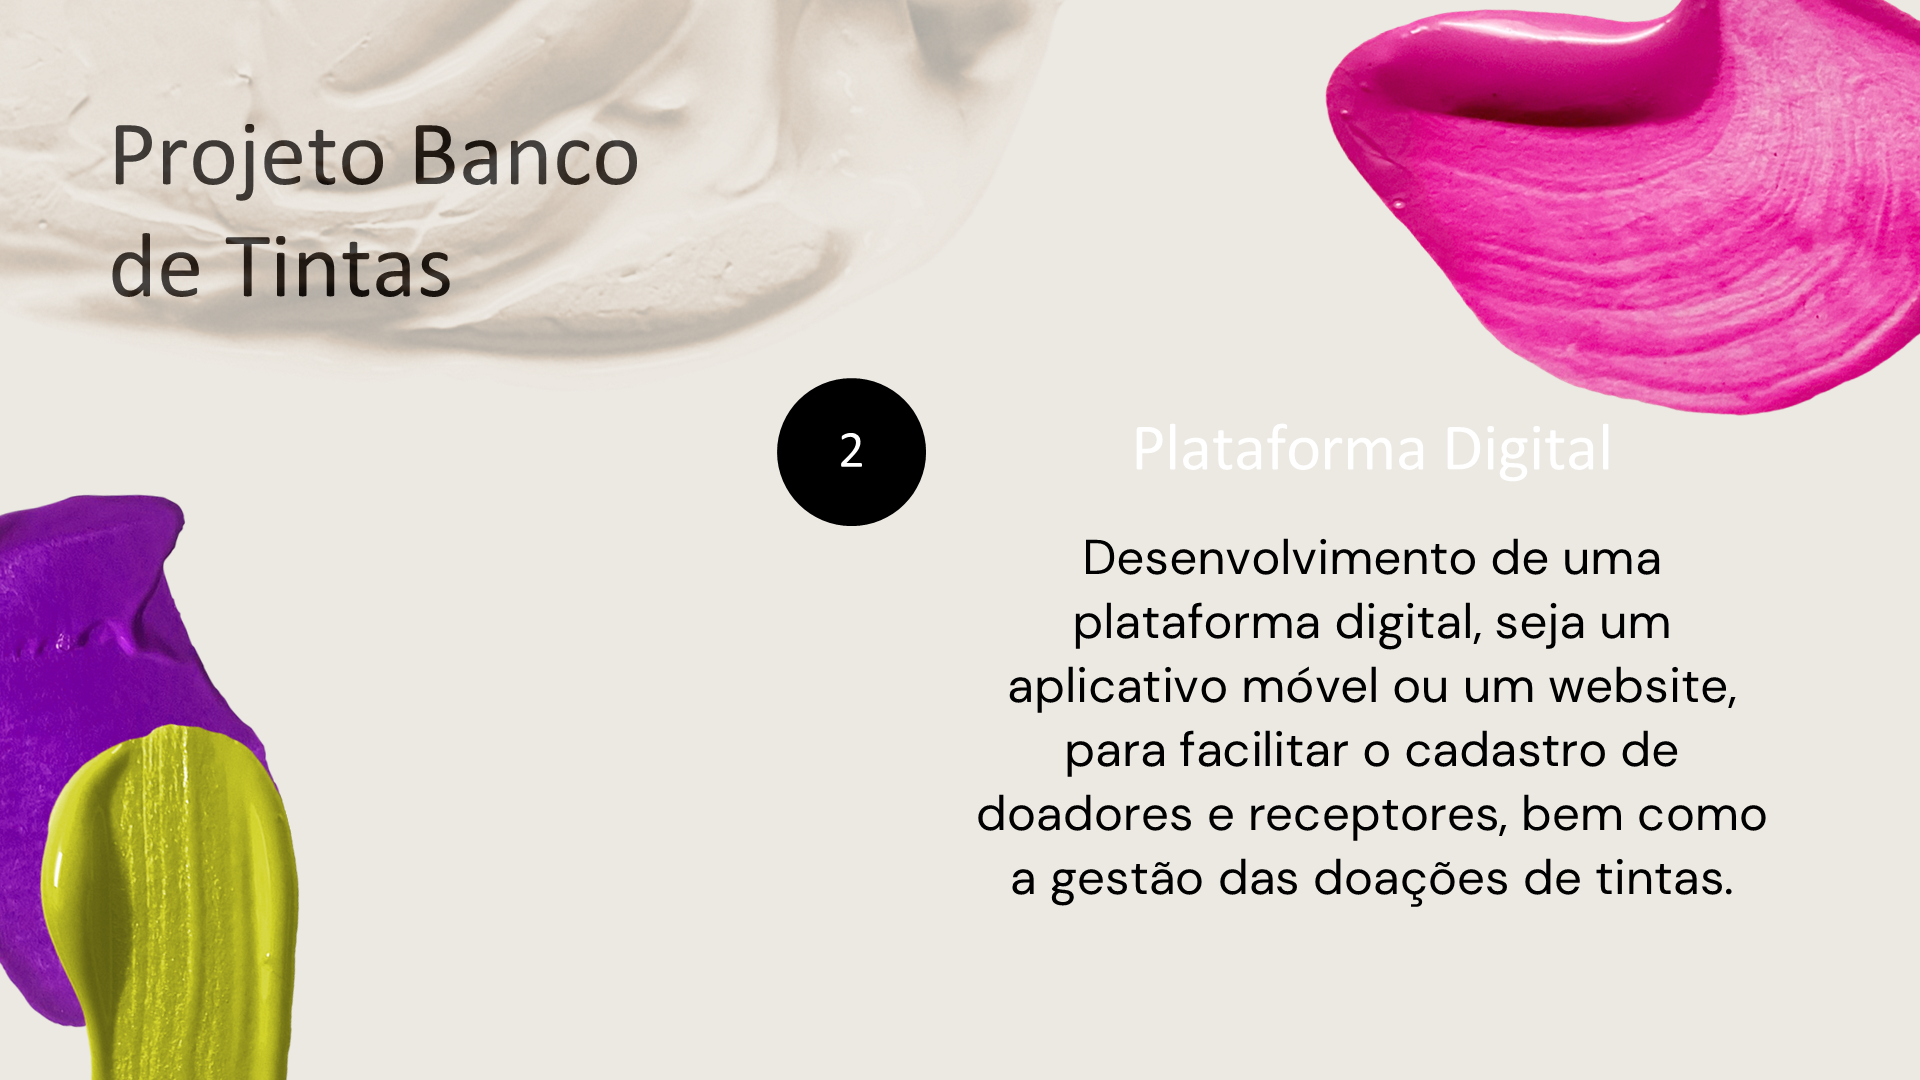 Projeto Banco
de Tintas
2
Plataforma Digital
Desenvolvimento de uma
plataforma digital, seja um
aplicativo móvel ou um website,
para facilitar o cadastro de
doadores e receptores, bem como
a gestão das doações de tintas.